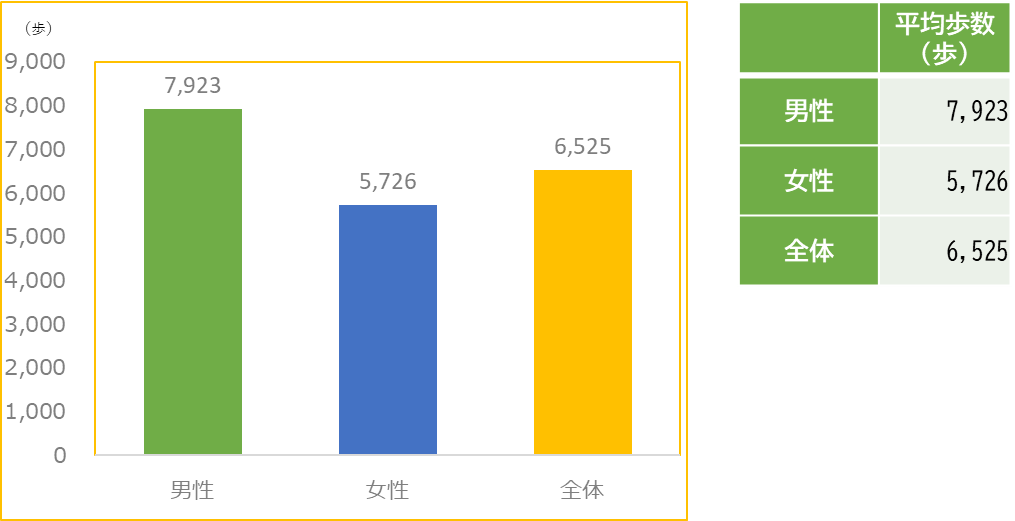 （歩）
9,000
8,000
7,000
6,000
5,000
4,000
3,000
2,000
1,000
0
7,923
5,726
6,525
男性 女性 全体
平均歩数
（歩）
男性 7,923
女性 5,726
全体 6,525